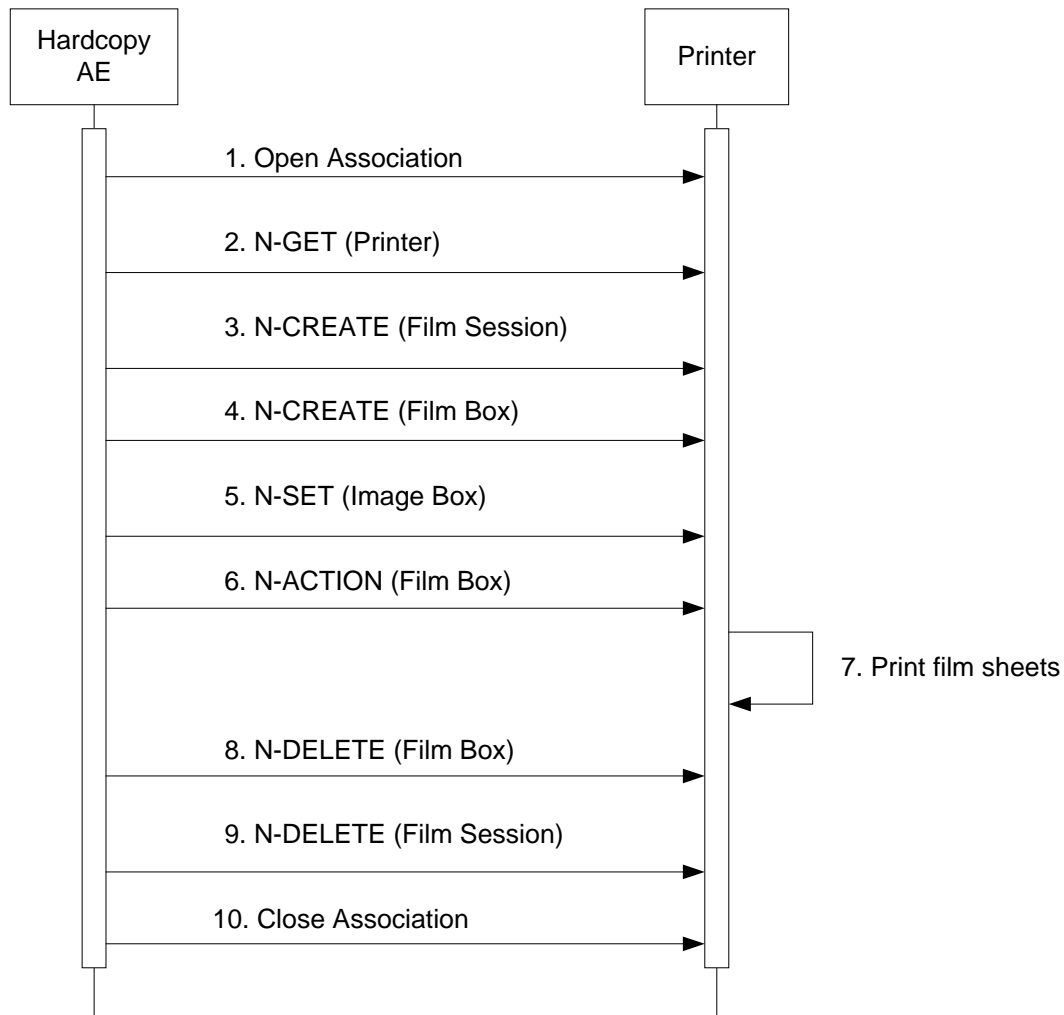 Hardcopy
AE
Printer
1. Open Association
2. N-GET (Printer)
3. N-CREATE (Film Session)
4. N-CREATE (Film Box)
5. N-SET (Image Box)
6. N-ACTION (Film Box)
7. Print film sheets
8. N-DELETE (Film Box)
9. N-DELETE (Film Session)
10. Close Association